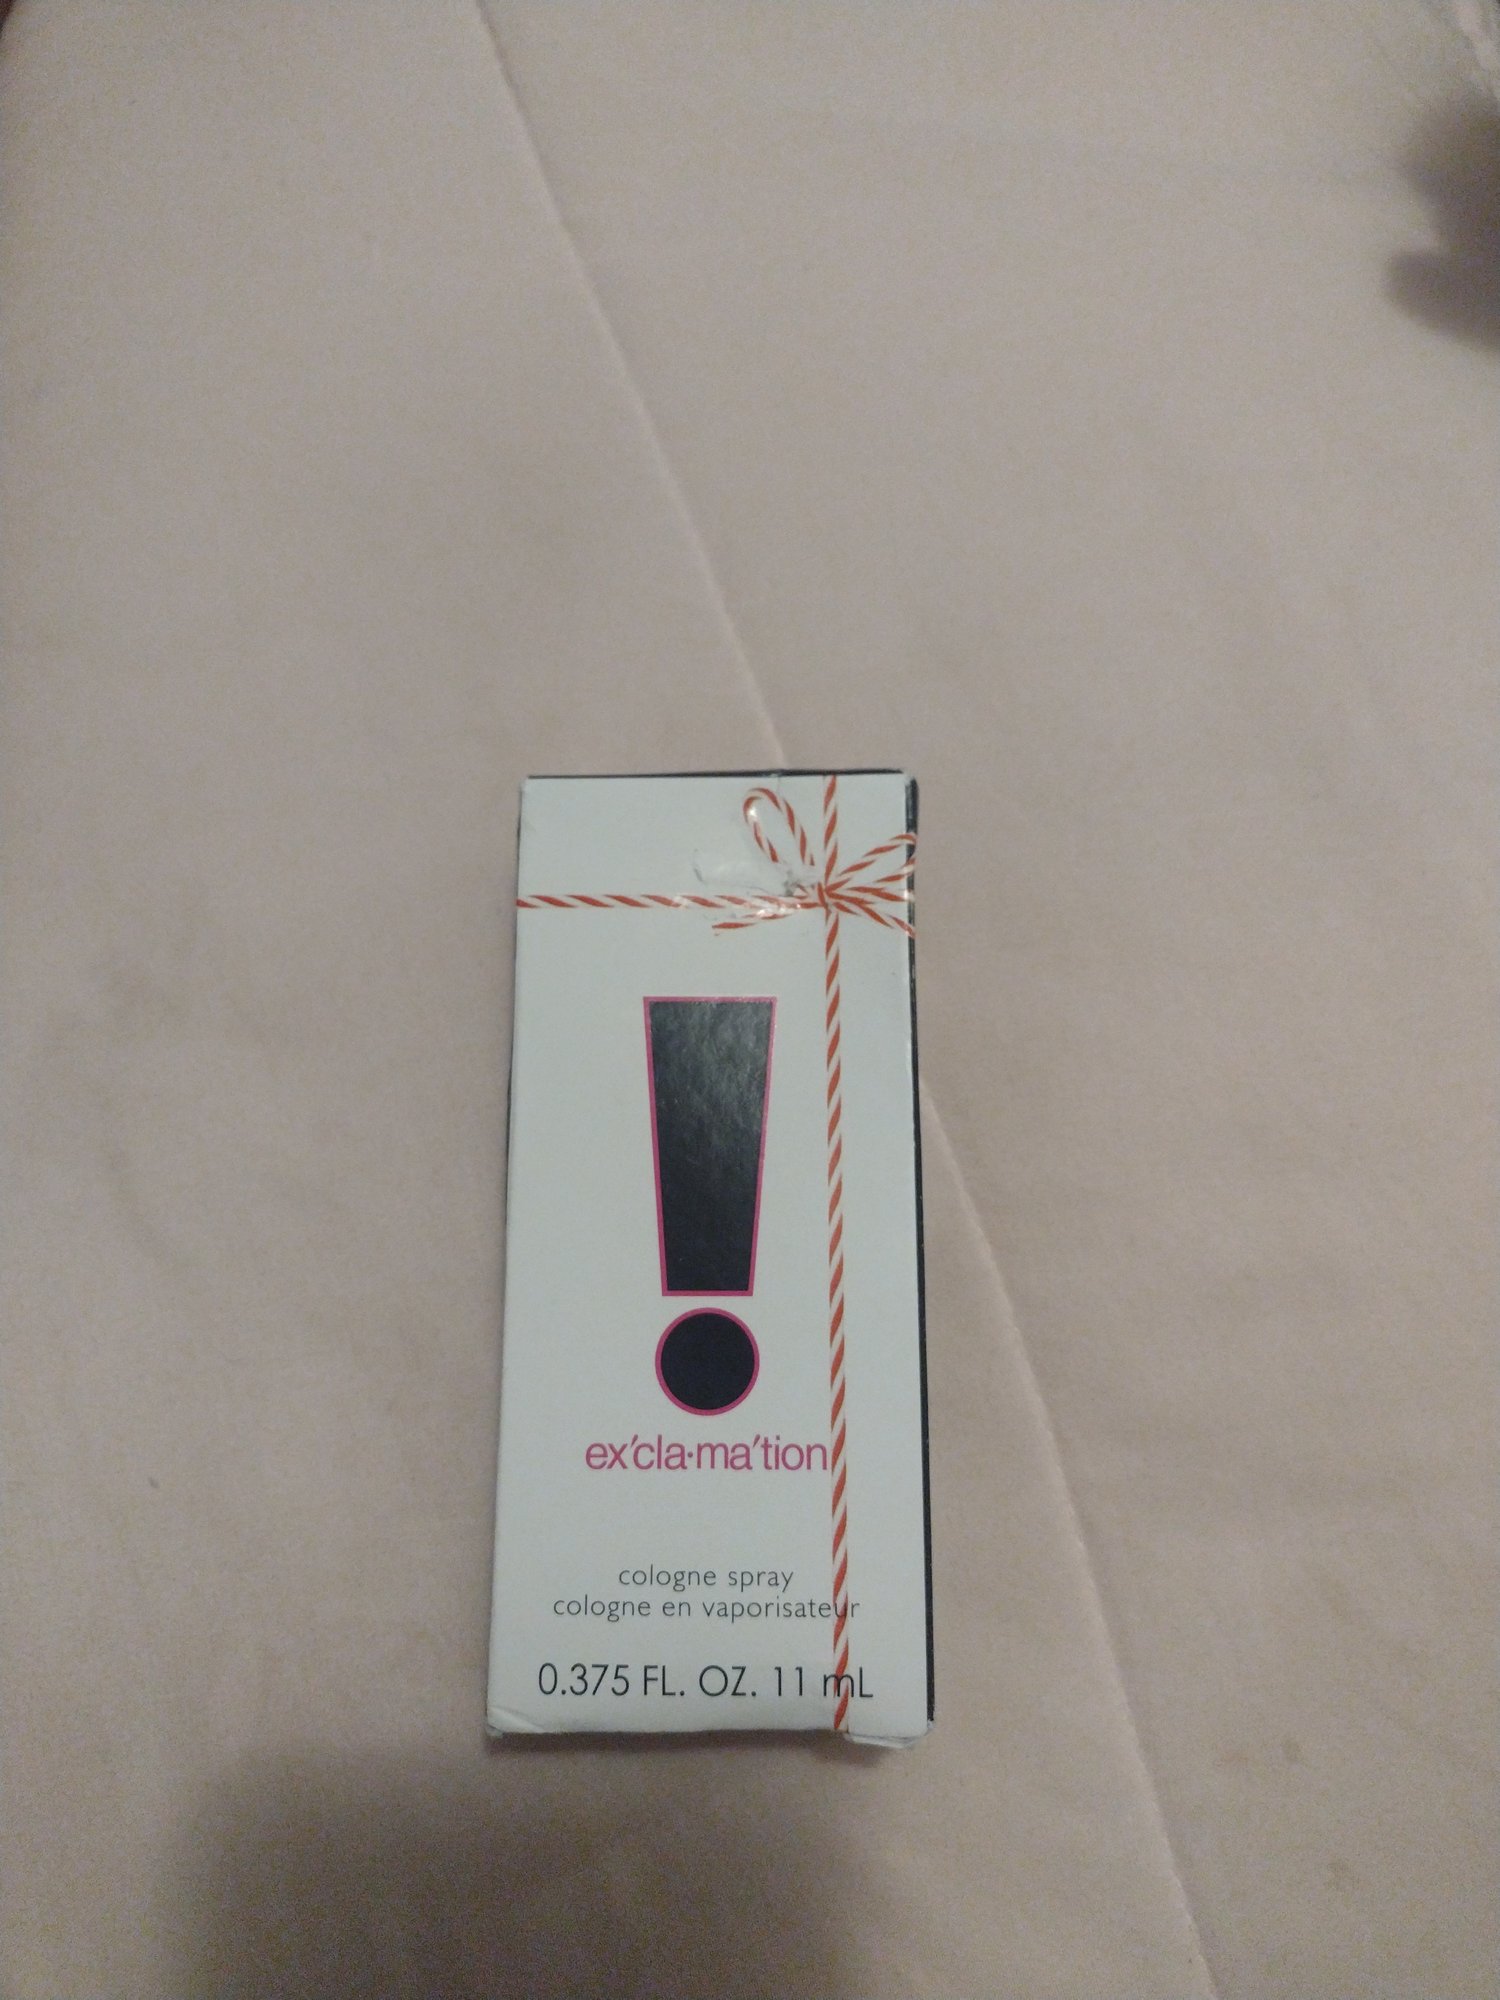 !
ex′cla·ma′tion
cologne spray
cologne en vaporisateur
0.375 FL. OZ. 11 mL